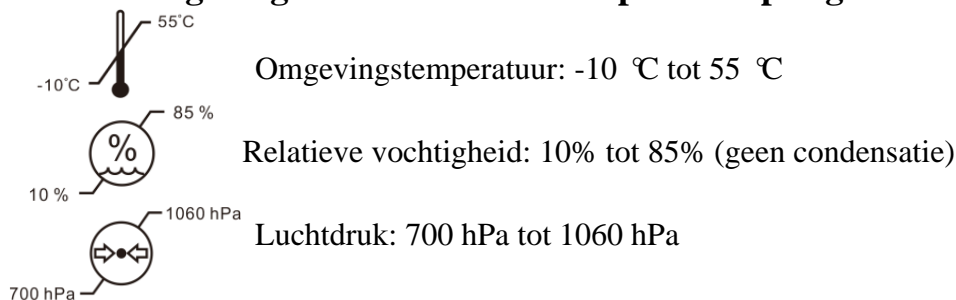 55°C
-10°C
Omgevingstemperatuur: -10 ℃ tot 55 ℃
85 %
%
Relatieve vochtigheid: 10% tot 85% (geen condensatie)
10 %
1060 hPa
Luchtdruk: 700 hPa tot 1060 hPa
700 hPa